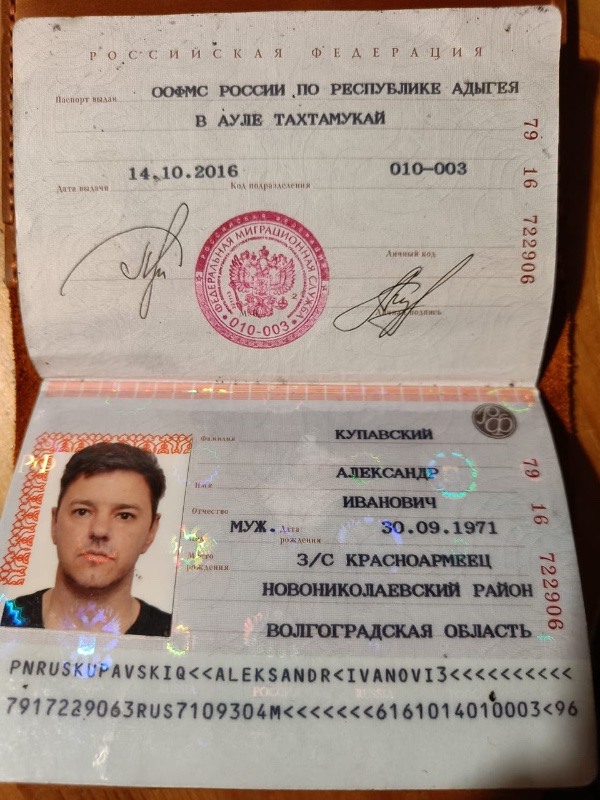 РОССИЙСКАЯ ФЕДЕРАЦИЯ
Паспорт выдан ООФМС РОССИИ ПО РЕСПУБЛИКЕ АДЫГЕЯ
В АУЛЕ ТАХТАМУКАЙ
Дата выдачи 14.10.2016 Код подразделения 010-003
79 16 722906
ФЕДЕРАЛЬНАЯ МИГРАЦИОННАЯ СЛУЖБА
010-003
Личный код
Личная подпись
Фамилия КУПАВСКИЙ
Имя АЛЕКСАНДР
Отчество ИВАНОВИЧ
Пол МУЖ. Дата рождения 30.09.1971
Место рождения З/С КРАСНОАРМЕЕЦ
НОВОНИКОЛАЕВСКИЙ РАЙОН
ВОЛГОГРАДСКАЯ ОБЛАСТЬ
79 16 722906
PNRUSKUPAVSKIQ<<ALEKSANDR<IVANOVI3<<<<<<<<<<
7917229063RUS7109304M<<<<<<<6161014010003<96